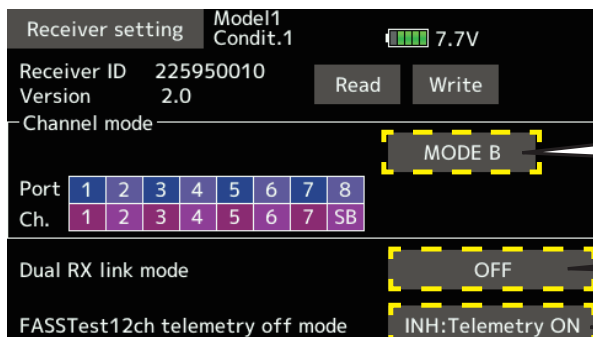 Receiver setting Model1
Condit.1 7.7V
Receiver ID 225950010 Read Write
Version 2.0
Channel mode
MODE B
Port 1 2 3 4 5 6 7 8
Ch. 1 2 3 4 5 6 7 SB
Dual RX link mode OFF
FASSTest12ch telemetry off mode INH:Telemetry ON